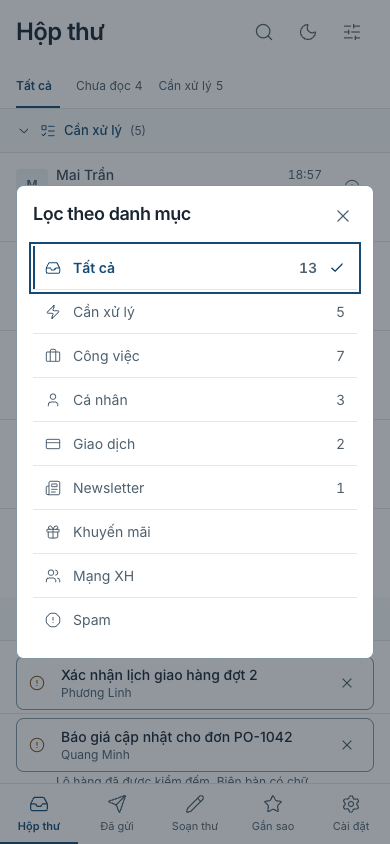 Hộp thư
Tất cả
Chưa đọc 4
Cần xử lý 5
Cần xử lý (5)
Mai Trần
18:57
M
Lọc theo danh mục
Tất cả 13
Cần xử lý 5
Công việc 7
Cá nhân 3
Giao dịch 2
Newsletter 1
Khuyến mãi
Mạng XH
Spam
Xác nhận lịch giao hàng đợt 2
Phương Linh
Báo giá cập nhật cho đơn PO-1042
Quang Minh
Lô hàng đã được kiểm đếm. Biên bản có chữ
Hộp thư
Đã gửi
Soạn thư
Gắn sao
Cài đặt